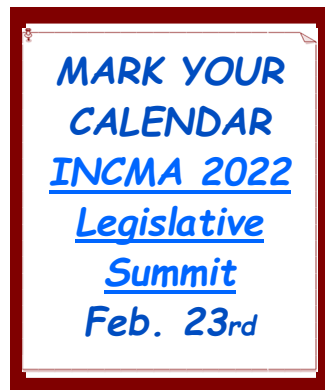 MARK YOUR
CALENDAR
INCMA 2022
Legislative
Summit
Feb. 23rd